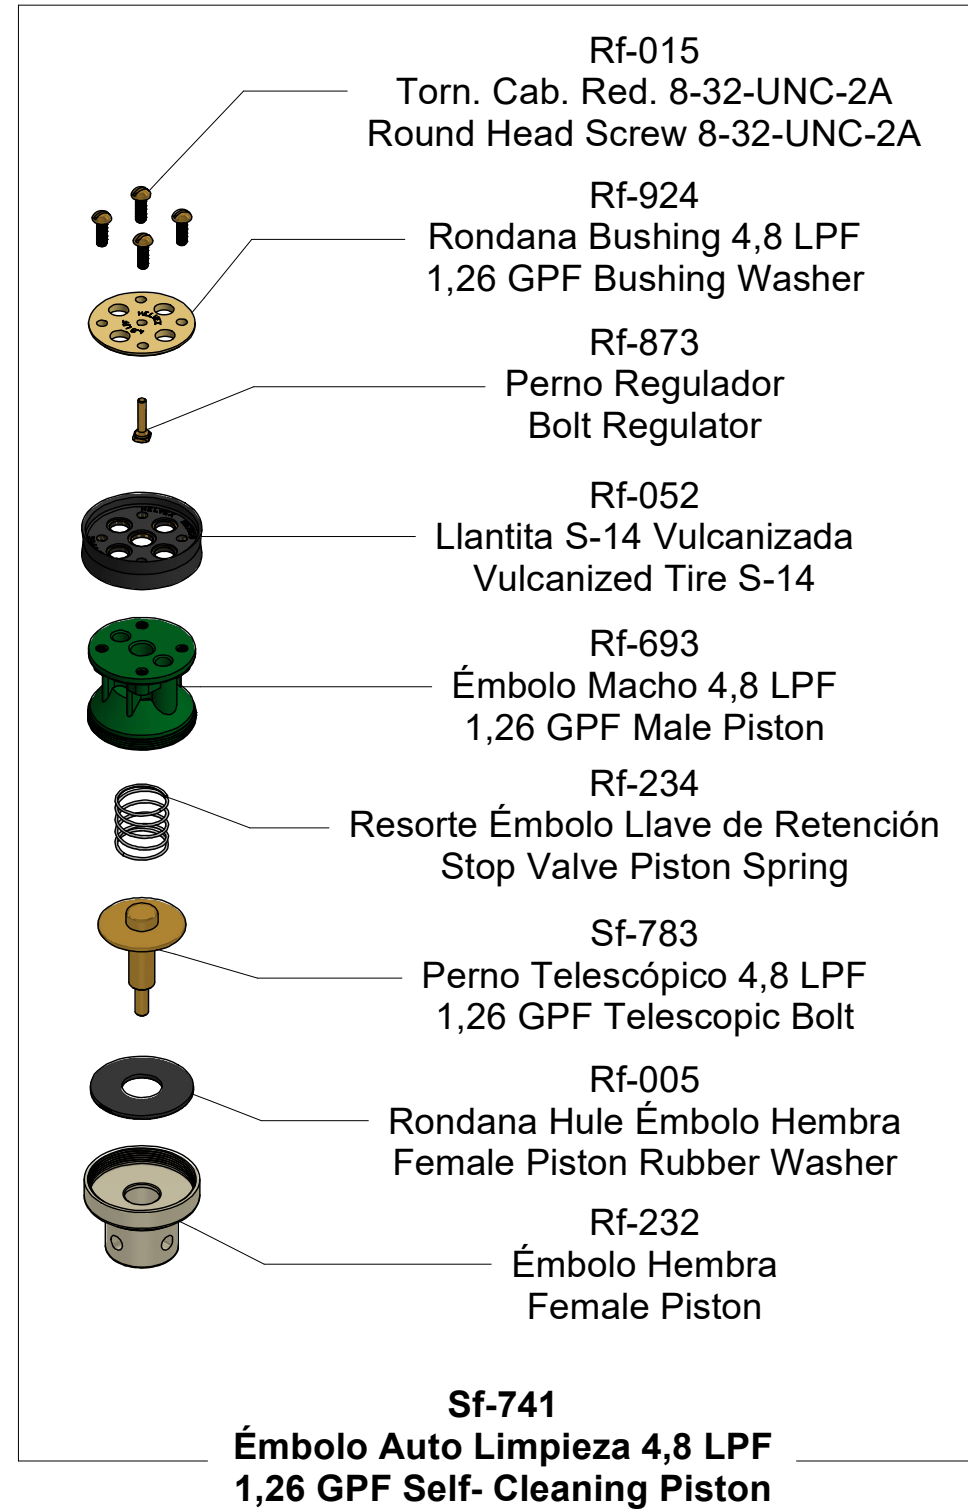 Rf-015
Torn. Cab. Red. 8-32-UNC-2A
Round Head Screw 8-32-UNC-2A
Rf-924
Rondana Bushing 4,8 LPF
1,26 GPF Bushing Washer
Rf-873
Perno Regulador
Bolt Regulator
Rf-052
Llantita S-14 Vulcanizada
Vulcanized Tire S-14
Rf-693
Émbolo Macho 4,8 LPF
1,26 GPF Male Piston
Rf-234
Resorte Émbolo Llave de Retención
Stop Valve Piston Spring
Sf-783
Perno Telescópico 4,8 LPF
1,26 GPF Telescopic Bolt
Rf-005
Rondana Hule Émbolo Hembra
Female Piston Rubber Washer
Rf-232
Émbolo Hembra
Female Piston
Sf-741
Émbolo Auto Limpieza 4,8 LPF
1,26 GPF Self- Cleaning Piston